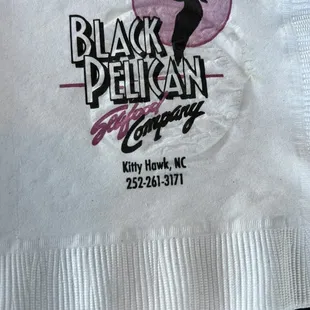 BLACK
PELICAN
Seafood
Company
Kitty Hawk, NC
252-261-3171